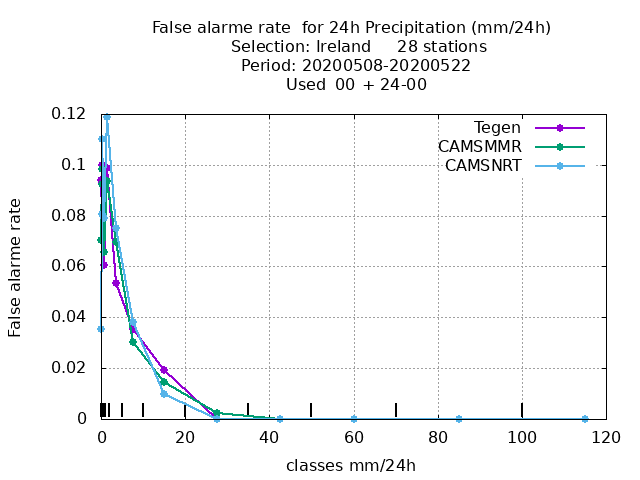 False alarme rate  for 24h Precipitation (mm/24h)
Selection: Ireland     28 stations
Period: 20200508-20200522
Used  00 + 24-00
Tegen
CAMSMMR
CAMSNRT
0.12
0.1
0.08
0.06
0.04
0.02
0
False alarme rate
0 20 40 60 80 100 120
classes mm/24h